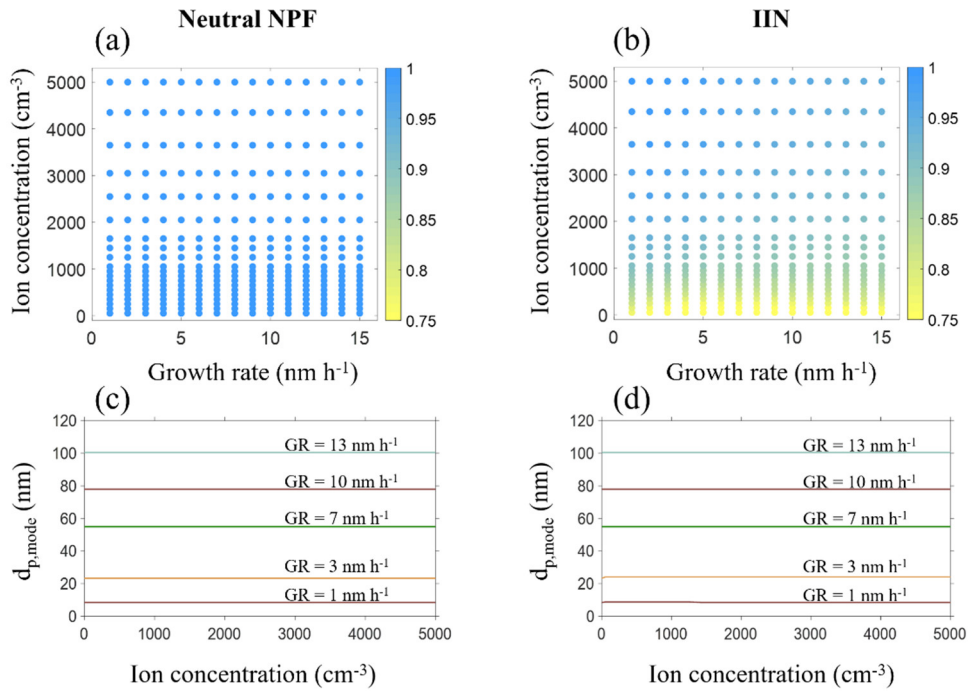 Neutral NPF
IIN
(a)
(b)
Ion concentration (cm-3)
5000
4000
3000
2000
1000
0
0
5
10
15
Growth rate (nm h-1)
1
0.95
0.9
0.85
0.8
0.75
Ion concentration (cm-3)
5000
4000
3000
2000
1000
0
0
5
10
15
Growth rate (nm h-1)
1
0.95
0.9
0.85
0.8
0.75
(c)
(d)
dp,mode (nm)
120
100
80
60
40
20
0
GR = 13 nm h-1
GR = 10 nm h-1
GR = 7 nm h-1
GR = 3 nm h-1
GR = 1 nm h-1
0
1000
2000
3000
4000
5000
Ion concentration (cm-3)
dp,mode (nm)
120
100
80
60
40
20
0
GR = 13 nm h-1
GR = 10 nm h-1
GR = 7 nm h-1
GR = 3 nm h-1
GR = 1 nm h-1
0
1000
2000
3000
4000
5000
Ion concentration (cm-3)